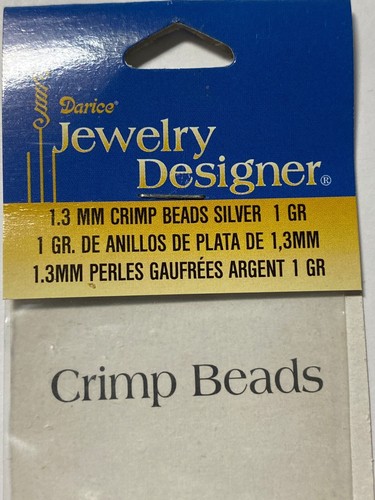 Darice®
Jewelry
Designer®
1.3 MM CRIMP BEADS SILVER 1 GR
1 GR. DE ANILLOS DE PLATA DE 1,3MM
1.3MM PERLES GAUFRÉES ARGENT 1 GR
Crimp Beads